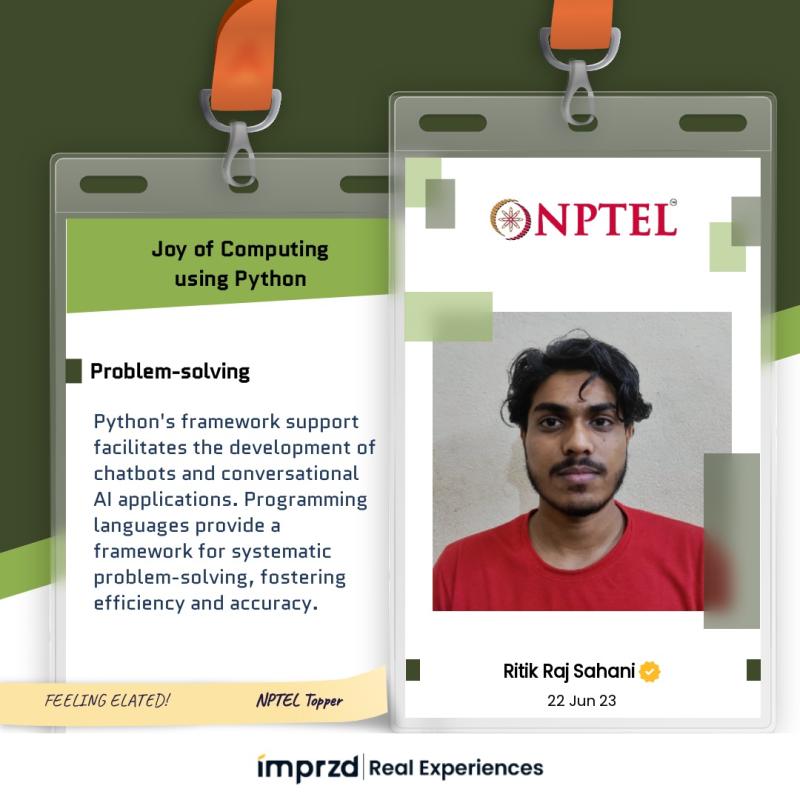 Joy of Computing
using Python
Problem-solving
Python's framework support
facilitates the development of
chatbots and conversational
AI applications. Programming
languages provide a
framework for systematic
problem-solving, fostering
efficiency and accuracy.
FEELING ELATED! NPTEL Topper
NPTEL™
Ritik Raj Sahani
22 Jun 23
imprzd | Real Experiences